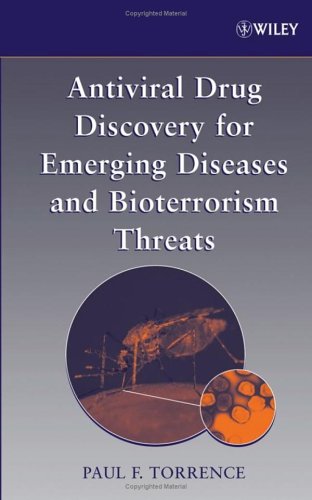 WILEY
Antiviral Drug
Discovery for
Emerging Diseases
and Bioterrorism
Threats
PAUL F. TORRENCE